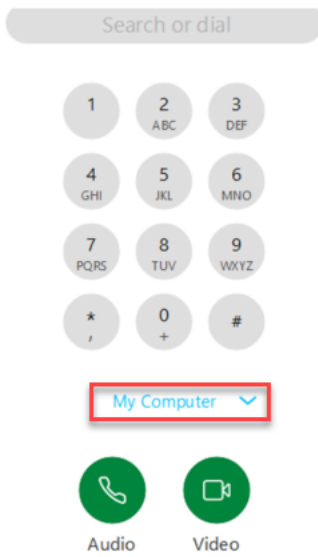 Search or dial
1 2 3
ABC DEF
4 5 6
GHI JKL MNO
7 8 9
PQRS TUV WXYZ
* 0 #
, +
My Computer
Audio Video